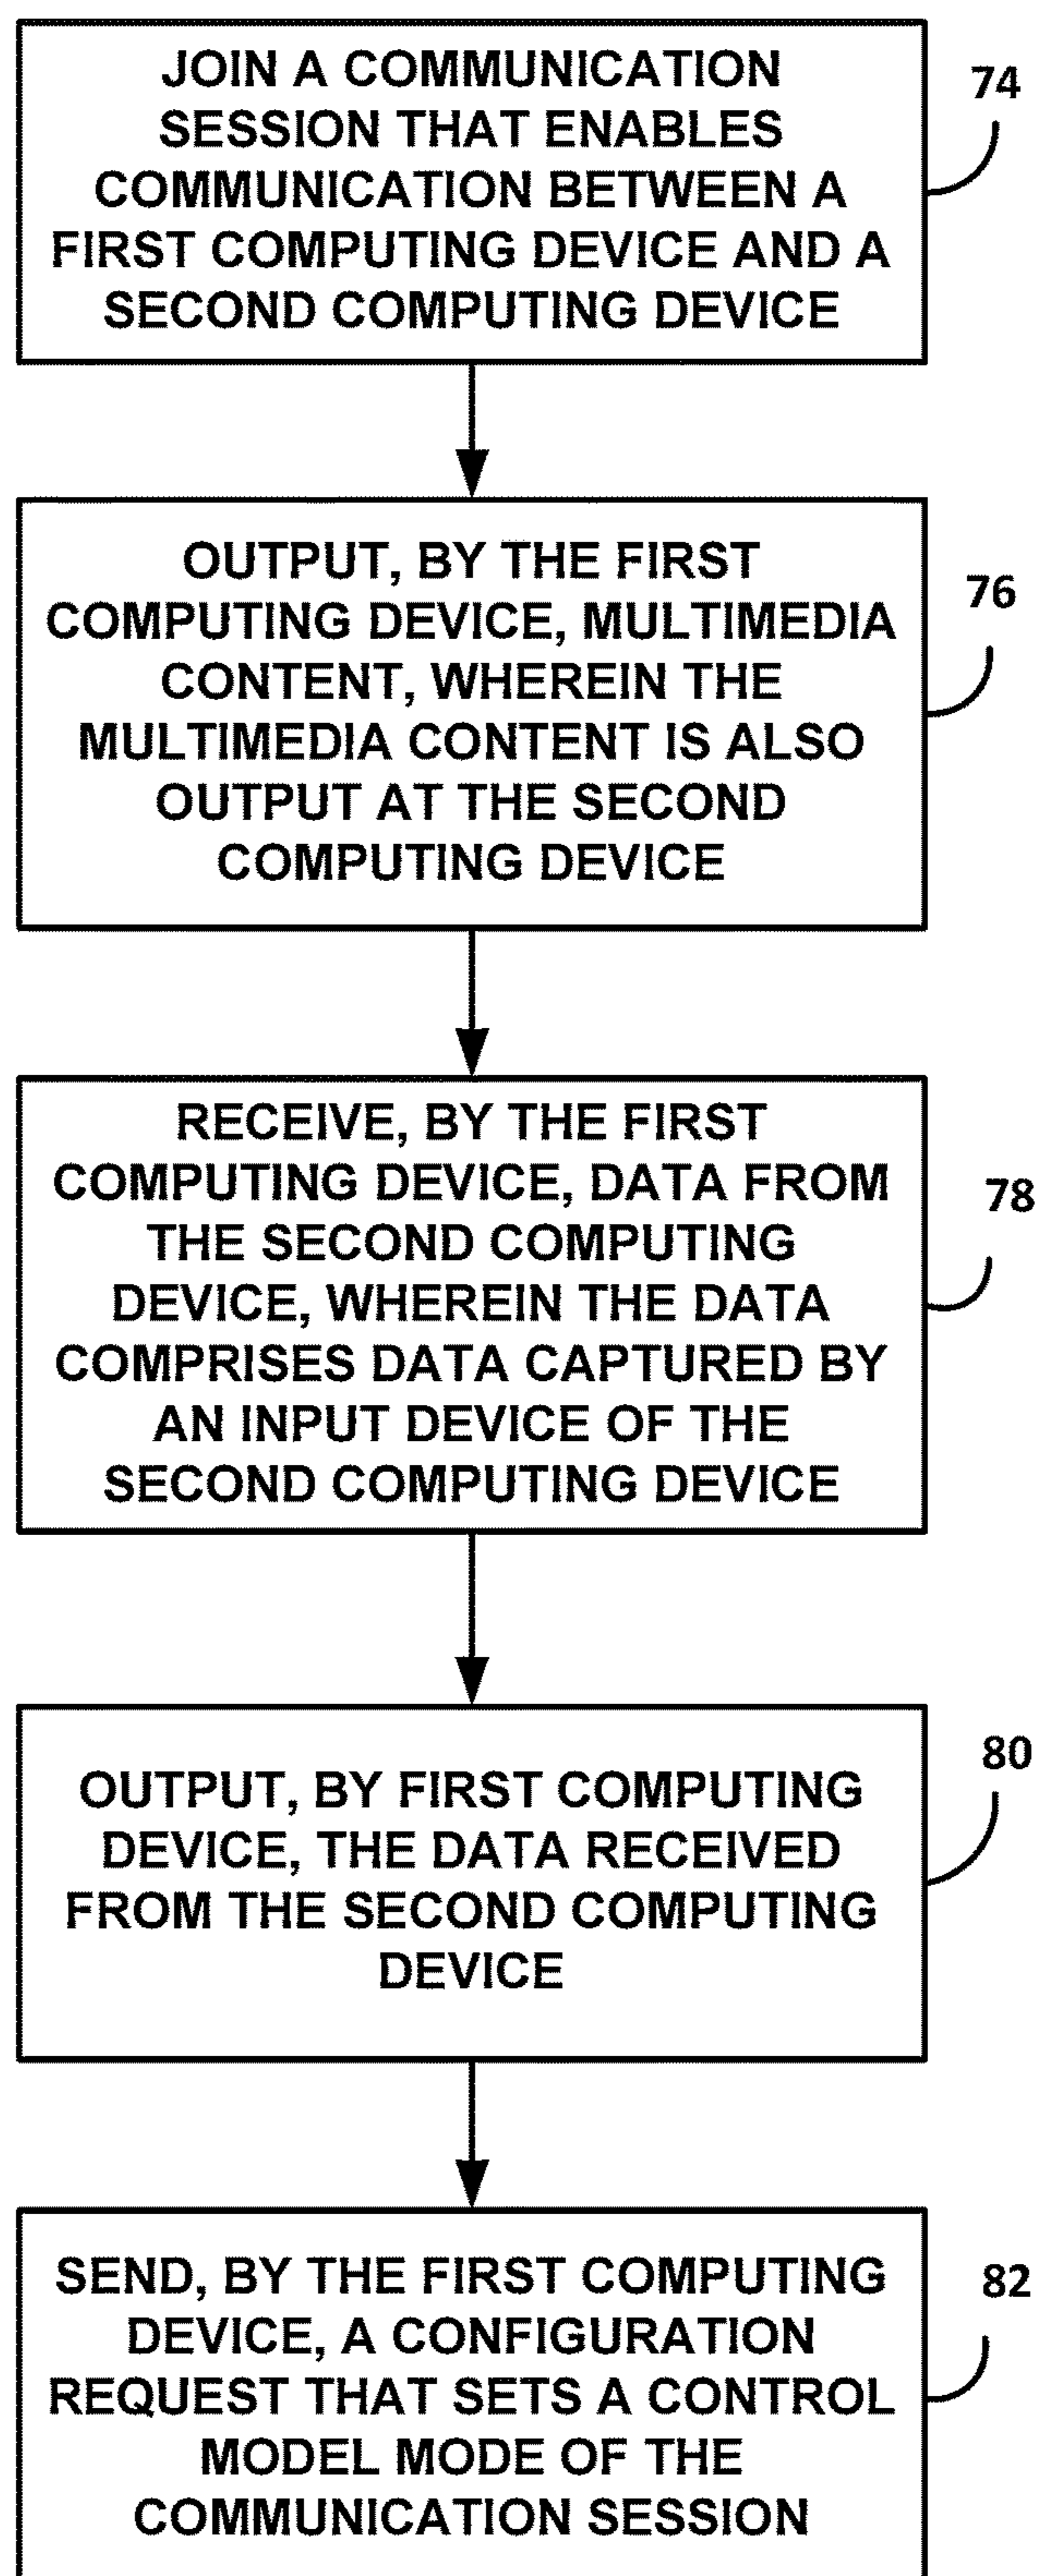 JOIN A COMMUNICATION
SESSION THAT ENABLES
COMMUNICATION BETWEEN A
FIRST COMPUTING DEVICE AND A
SECOND COMPUTING DEVICE
74
OUTPUT, BY THE FIRST
COMPUTING DEVICE, MULTIMEDIA
CONTENT, WHEREIN THE
MULTIMEDIA CONTENT IS ALSO
OUTPUT AT THE SECOND
COMPUTING DEVICE
76
RECEIVE, BY THE FIRST
COMPUTING DEVICE, DATA FROM
THE SECOND COMPUTING
DEVICE, WHEREIN THE DATA
COMPRISES DATA CAPTURED BY
AN INPUT DEVICE OF THE
SECOND COMPUTING DEVICE
78
OUTPUT, BY FIRST COMPUTING
DEVICE, THE DATA RECEIVED
FROM THE SECOND COMPUTING
DEVICE
80
SEND, BY THE FIRST COMPUTING
DEVICE, A CONFIGURATION
REQUEST THAT SETS A CONTROL
MODEL MODE OF THE
COMMUNICATION SESSION
82